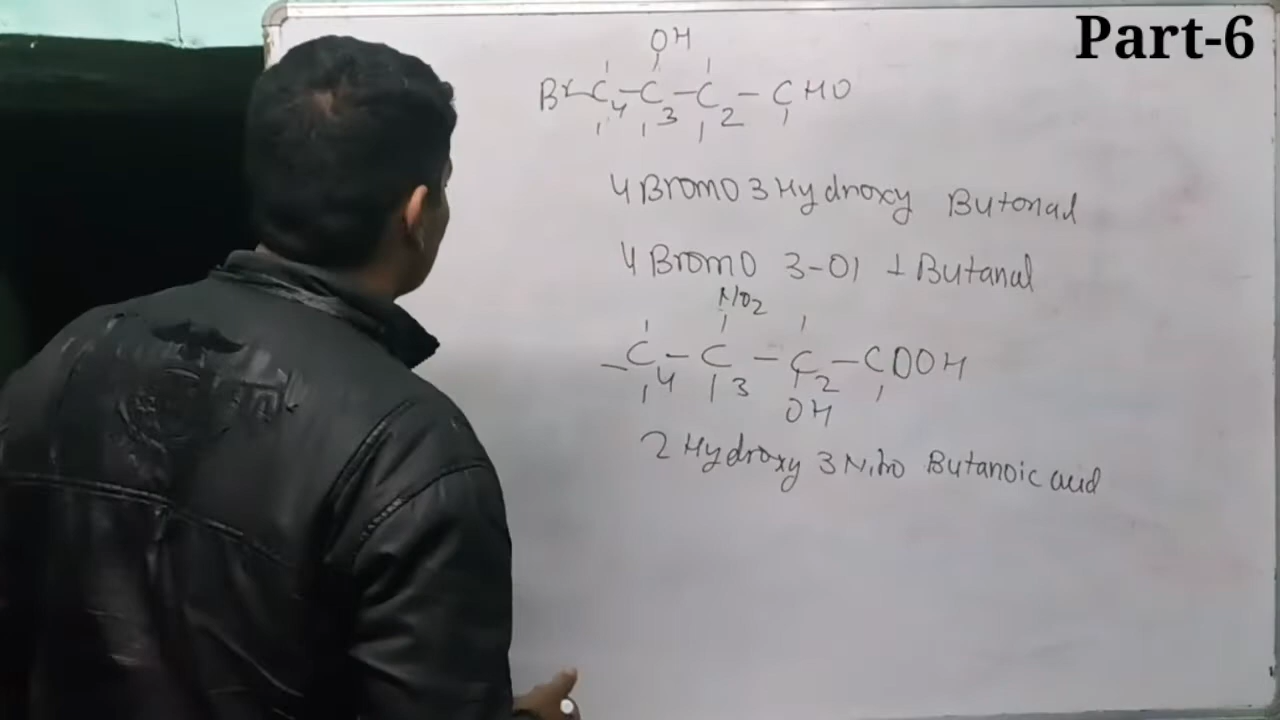 Part-6
OH
Br-C4-C3-C2-CHO
4 Bromo 3 Hydroxy Butonal
4 Bromo 3-Ol 1 Butanal
NO2
-C4-C3-C2-COOH
OH
2 Hydroxy 3 Nitro Butanoic acid